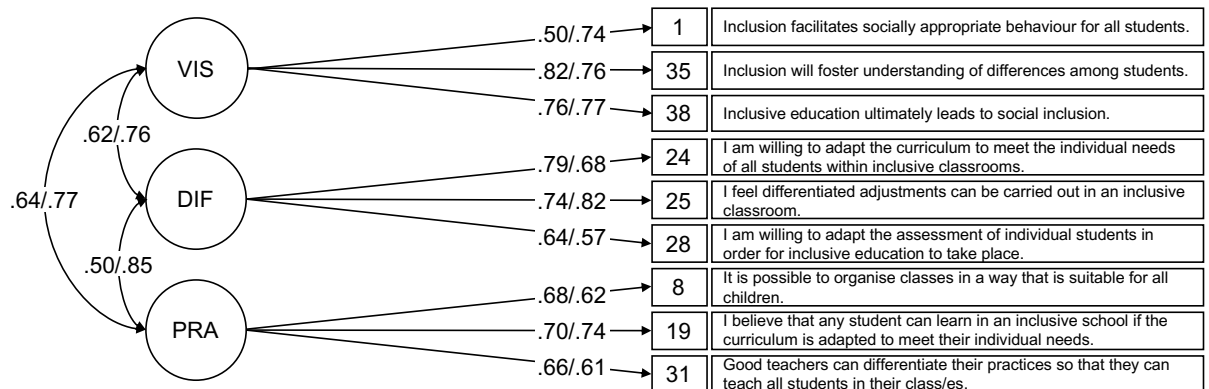 .50/.74
1
Inclusion facilitates socially appropriate behaviour for all students.
VIS
.82/.76
35
Inclusion will foster understanding of differences among students.
.76/.77
38
Inclusive education ultimately leads to social inclusion.
.62/.76
.79/.68
24
I am willing to adapt the curriculum to meet the individual needs
of all students within inclusive classrooms.
.64/.77
DIF
.74/.82
25
I feel differentiated adjustments can be carried out in an inclusive
classroom.
.64/.57
28
I am willing to adapt the assessment of individual students in
order for inclusive education to take place.
.50/.85
.68/.62
8
It is possible to organise classes in a way that is suitable for all
children.
PRA
.70/.74
19
I believe that any student can learn in an inclusive school if the
curriculum is adapted to meet their individual needs.
.66/.61
31
Good teachers can differentiate their practices so that they can
teach all students in their class/es.